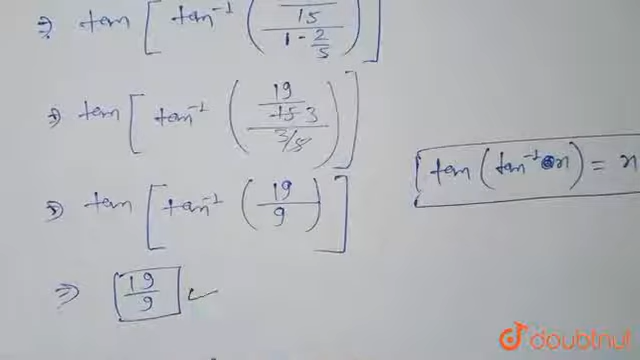 ⇒ tan [ tan⁻¹ ( 15 / (1 - 2/5) ) ]
⇒ tan [ tan⁻¹ ( (19 / 15 3) / (3/5) ) ]
⇒ tan [ tan⁻¹ ( 19/9 ) ]
[ tan (tan⁻¹ x) = x
⇒ 19/9 ✓
doubtnut